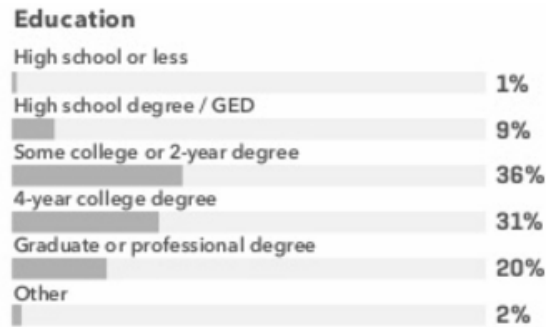 Education
High school or less
1%
High school degree / GED
9%
Some college or 2-year degree
36%
4-year college degree
31%
Graduate or professional degree
20%
Other
2%